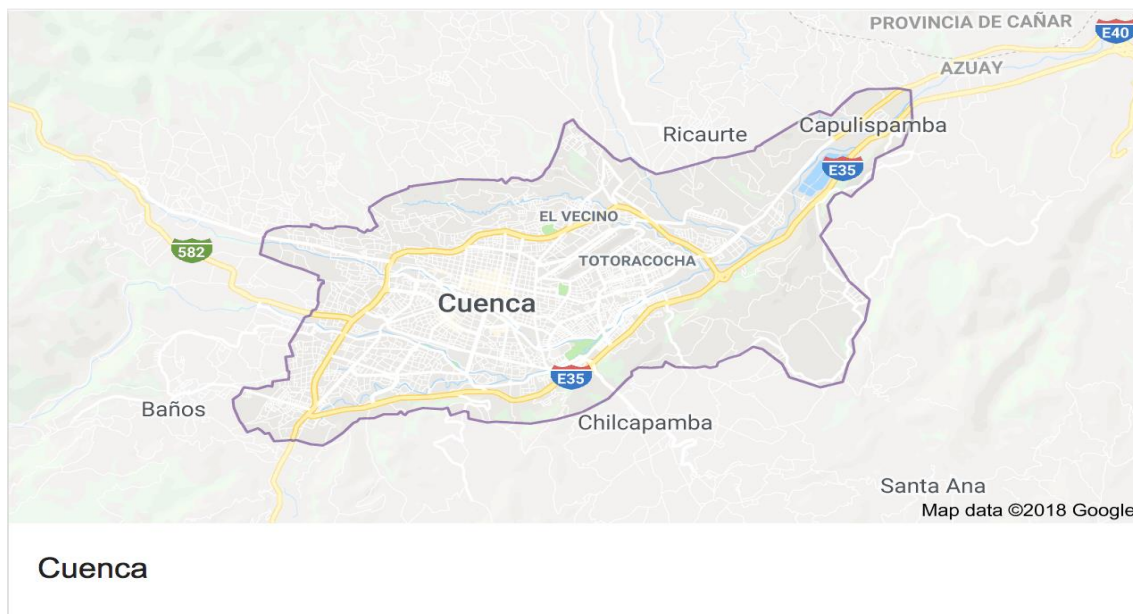 PROVINCIA DE CAÑAR
E40
AZUAY
Ricaurte
Capulispamba
E35
EL VECINO
582
TOTORACOCHA
Cuenca
E35
Baños
Chilcapamba
Santa Ana
Map data ©2018 Google
Cuenca